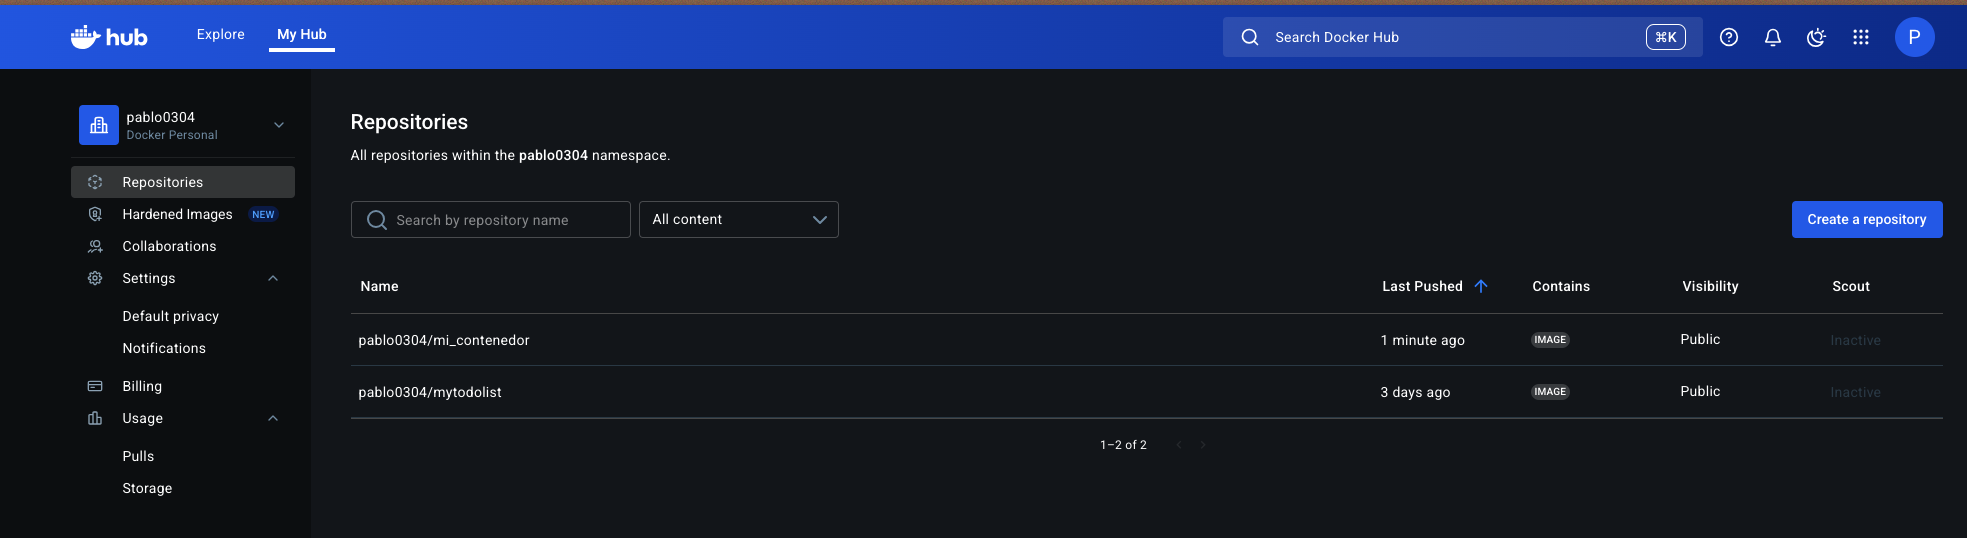 hub
Explore
My Hub
Search Docker Hub
⌘K
P
pablo0304
Docker Personal
Repositories
Hardened Images NEW
Collaborations
Settings
Default privacy
Notifications
Billing
Usage
Pulls
Storage
Repositories
All repositories within the pablo0304 namespace.
Search by repository name
All content
Create a repository
Name Last Pushed Contains Visibility Scout
pablo0304/mi_contenedor 1 minute ago IMAGE Public Inactive
pablo0304/mytodolist 3 days ago IMAGE Public Inactive
1–2 of 2